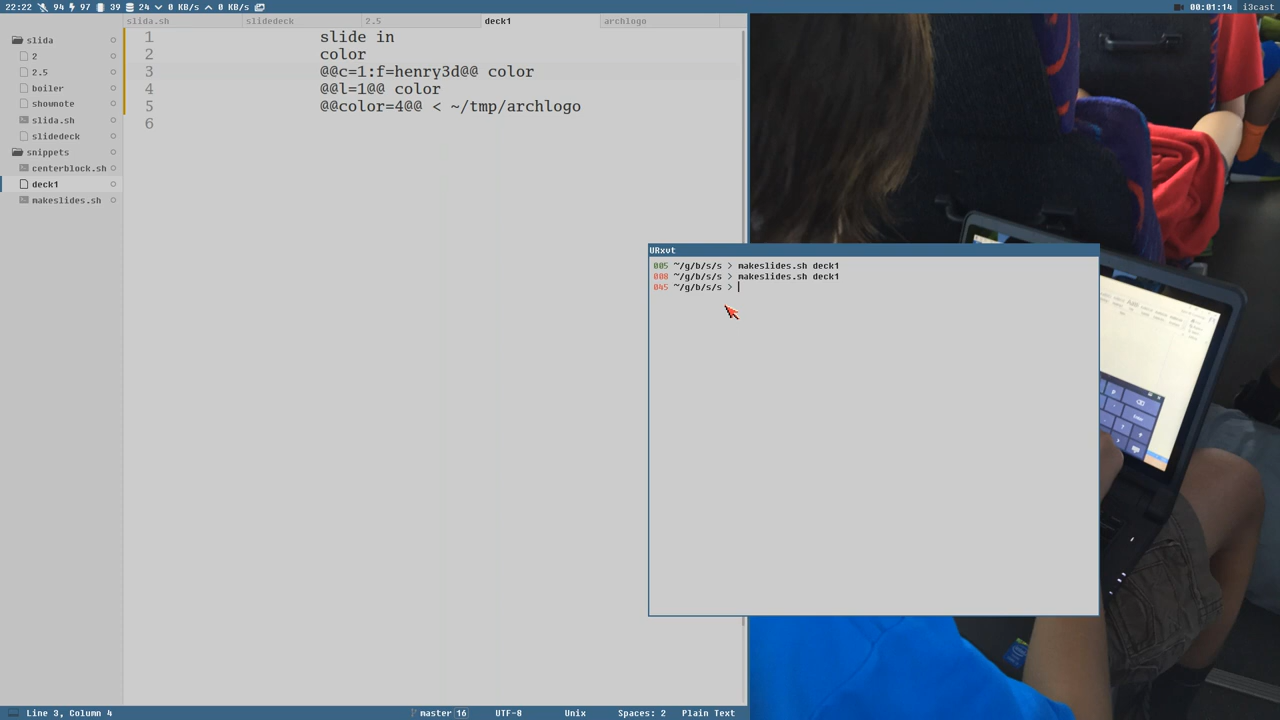 22:22 94 97 39 24 0 KB/s 0 KB/s 00:01:14 i3cast
slida.sh slidedeck 2.5 deck1 archlogo
slida
2
2.5
boiler
shownote
slida.sh
slidedeck
snippets
centerblock.sh
deck1
makeslides.sh
1 slide in
2 color
3 @@c=1:f=henry3d@@ color
4 @@l=1@@ color
5 @@color=4@@ < ~/tmp/archlogo
6
URxvt
005 ~/g/b/s/s > makeslides.sh deck1
008 ~/g/b/s/s > makeslides.sh deck1
045 ~/g/b/s/s >
Line 3, Column 4 master 16 UTF-8 Unix Spaces: 2 Plain Text